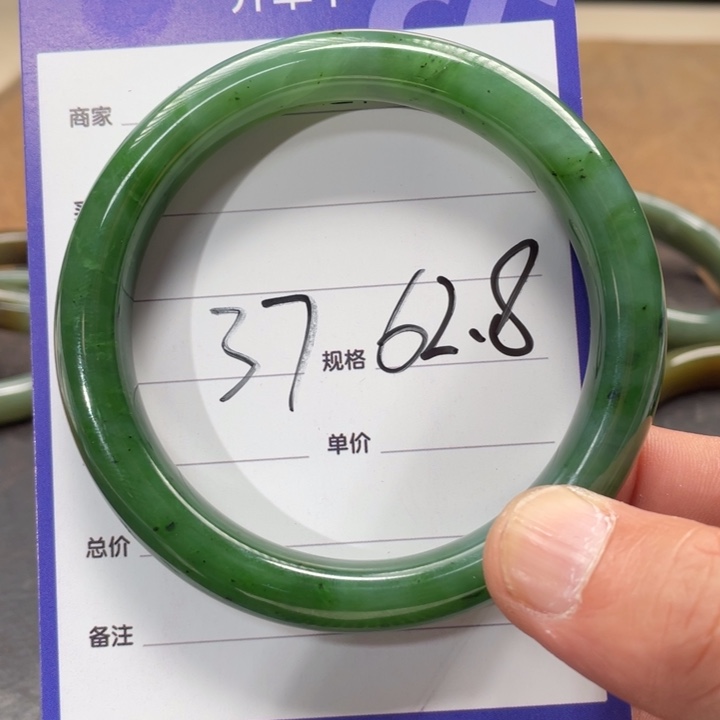 商家
37 规格 62.8
单价
总价
备注